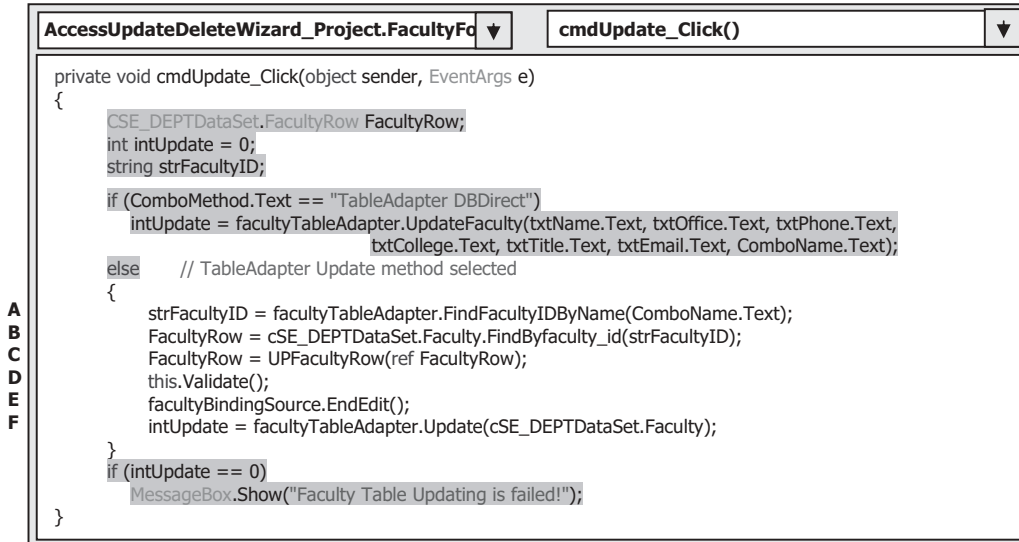 AccessUpdateDeleteWizard_Project.FacultyFo cmdUpdate_Click()
private void cmdUpdate_Click(object sender, EventArgs e)
{
CSE_DEPTDataSet.FacultyRow FacultyRow;
int intUpdate = 0;
string strFacultyID;
if (ComboMethod.Text == "TableAdapter DBDirect")
intUpdate = facultyTableAdapter.UpdateFaculty(txtName.Text, txtOffice.Text, txtPhone.Text,
txtCollege.Text, txtTitle.Text, txtEmail.Text, ComboName.Text);
else // TableAdapter Update method selected
{
A strFacultyID = facultyTableAdapter.FindFacultyIDByName(ComboName.Text);
B FacultyRow = cSE_DEPTDataSet.Faculty.FindByfaculty_id(strFacultyID);
C FacultyRow = UPFacultyRow(ref FacultyRow);
D this.Validate();
E facultyBindingSource.EndEdit();
F intUpdate = facultyTableAdapter.Update(cSE_DEPTDataSet.Faculty);
}
if (intUpdate == 0)
MessageBox.Show("Faculty Table Updating is failed!");
}